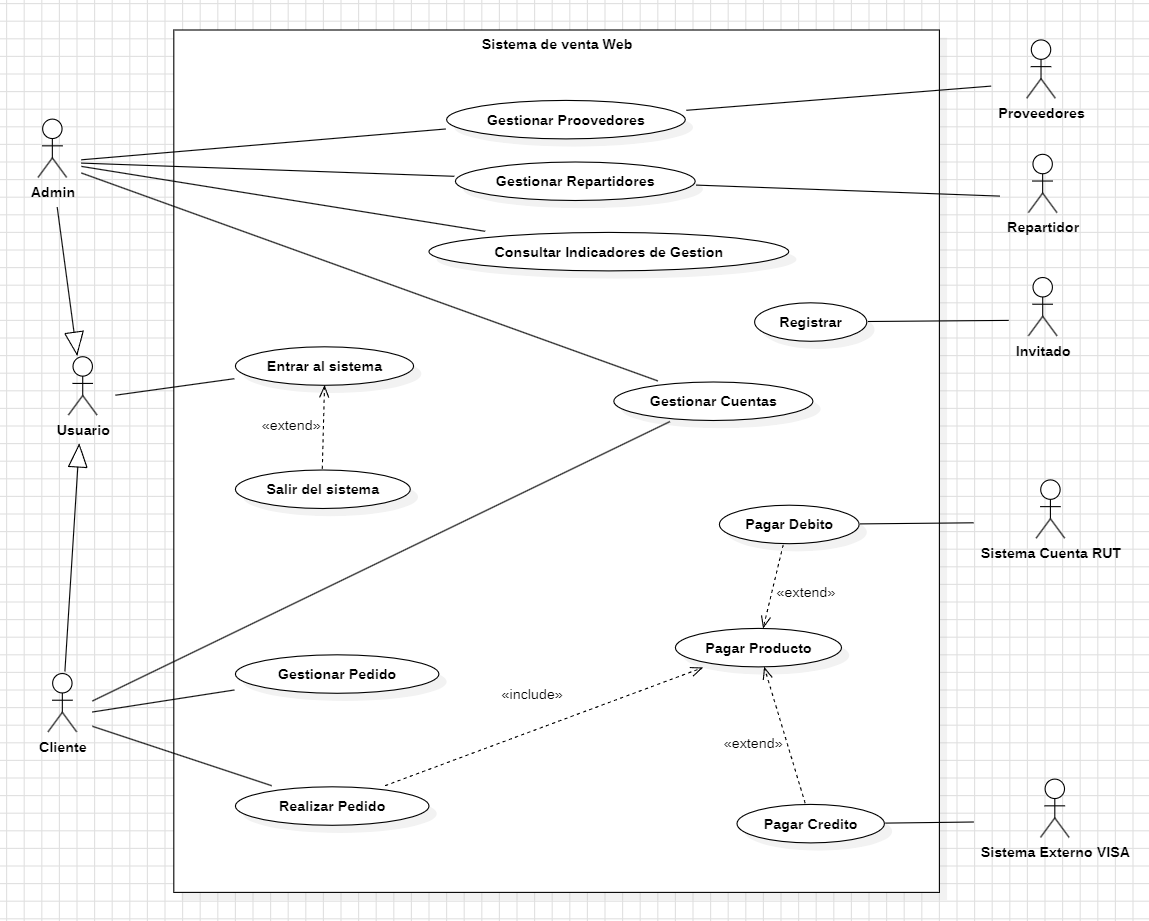 Sistema de venta Web
Proveedores
Gestionar Proovedores
Gestionar Repartidores
Admin
Repartidor
Consultar Indicadores de Gestion
Registrar
Invitado
Entrar al sistema
Gestionar Cuentas
«extend»
Usuario
Salir del sistema
Pagar Debito
Sistema Cuenta RUT
«extend»
Pagar Producto
Gestionar Pedido
«include»
«extend»
Cliente
Realizar Pedido
Pagar Credito
Sistema Externo VISA